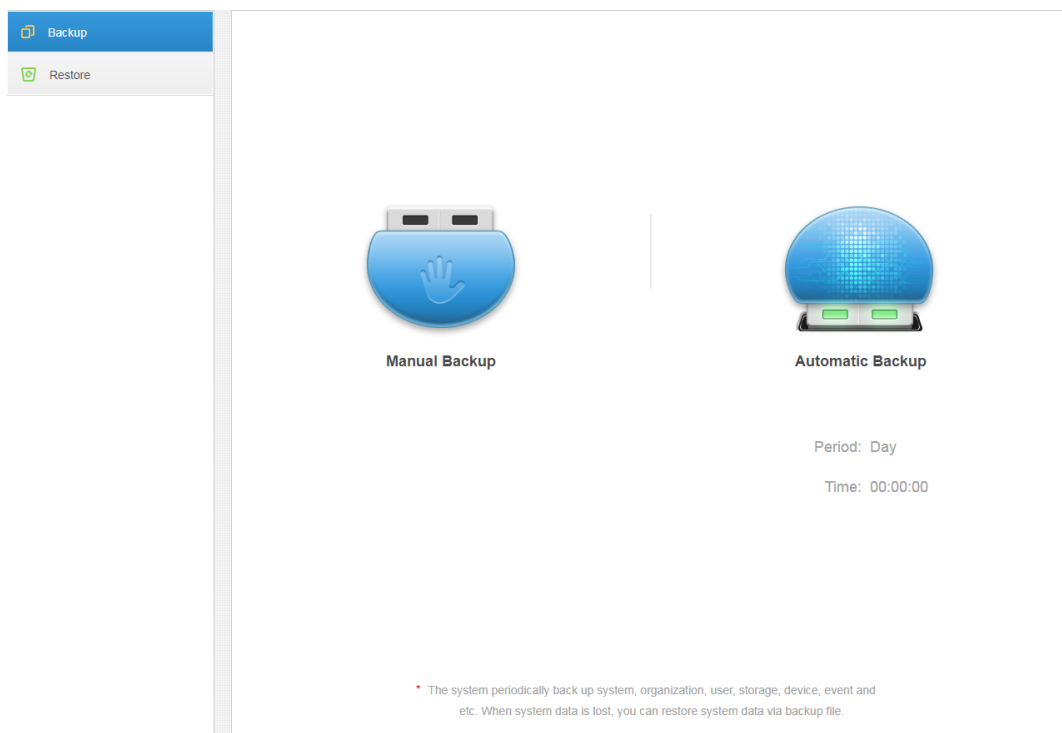 Backup
Restore
Manual Backup
Automatic Backup
Period: Day
Time: 00:00:00
* The system periodically back up system, organization, user, storage, device, event and
etc. When system data is lost, you can restore system data via backup file.